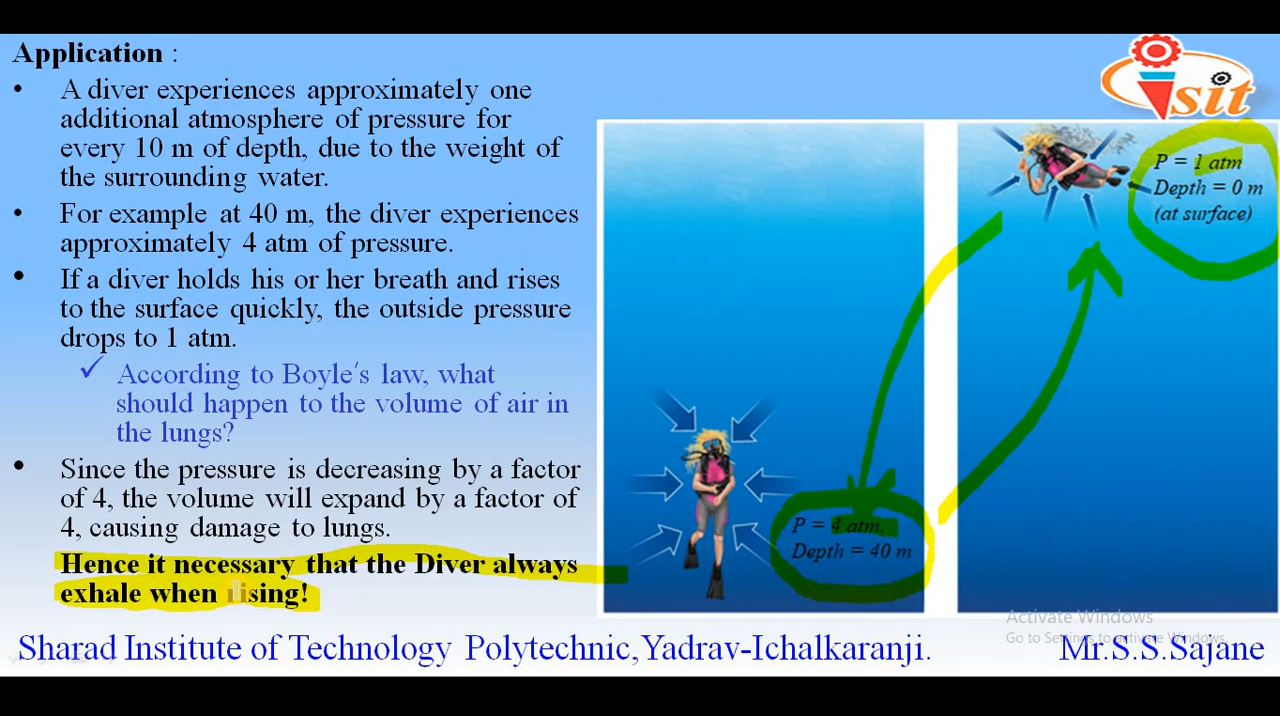 Application :
• A diver experiences approximately one
additional atmosphere of pressure for
every 10 m of depth, due to the weight of
the surrounding water.
• For example at 40 m, the diver experiences
approximately 4 atm of pressure.
• If a diver holds his or her breath and rises
to the surface quickly, the outside pressure
drops to 1 atm.
✓ According to Boyle's law, what
should happen to the volume of air in
the lungs?
• Since the pressure is decreasing by a factor
of 4, the volume will expand by a factor of
4, causing damage to lungs.
Hence it necessary that the Diver always
exhale when rising!
sit
P = 1 atm
Depth = 0 m
(at surface)
P = 4 atm,
Depth = 40 m
Activate Windows
Go to Settings to activate Windows.
Sharad Institute of Technology Polytechnic, Yadrav-Ichalkaranji.
Mr.S.S.Sajane